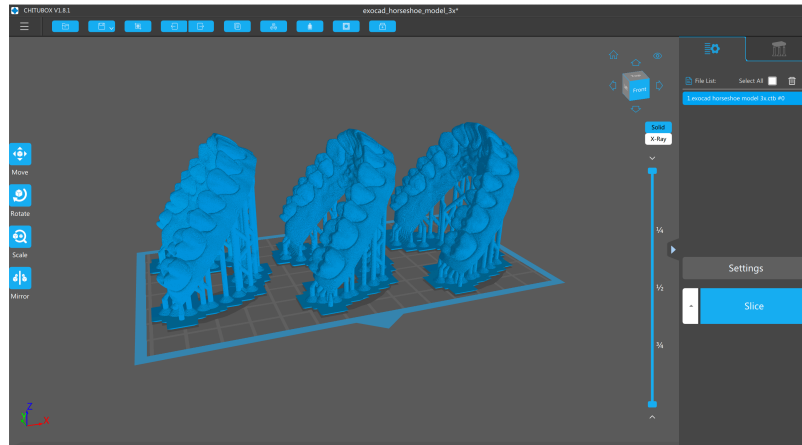 CHITUBOX V1.8.1
exocad_horseshoe_model_3x*
File List:
Select All
1.exocad horseshoe model 3x.ctb #0
Front
Solid
X-Ray
Move
Rotate
Scale
Mirror
¼
½
¾
Settings
Slice
Z
X